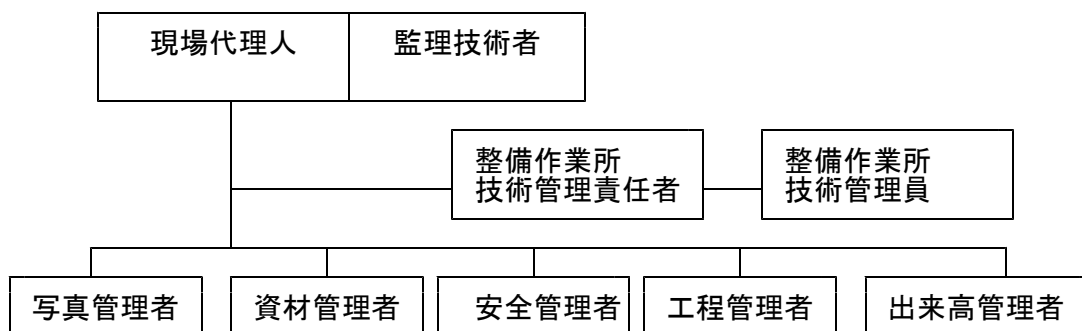 現場代理人
監理技術者
整備作業所
技術管理責任者
整備作業所
技術管理員
写真管理者
資材管理者
安全管理者
工程管理者
出来高管理者